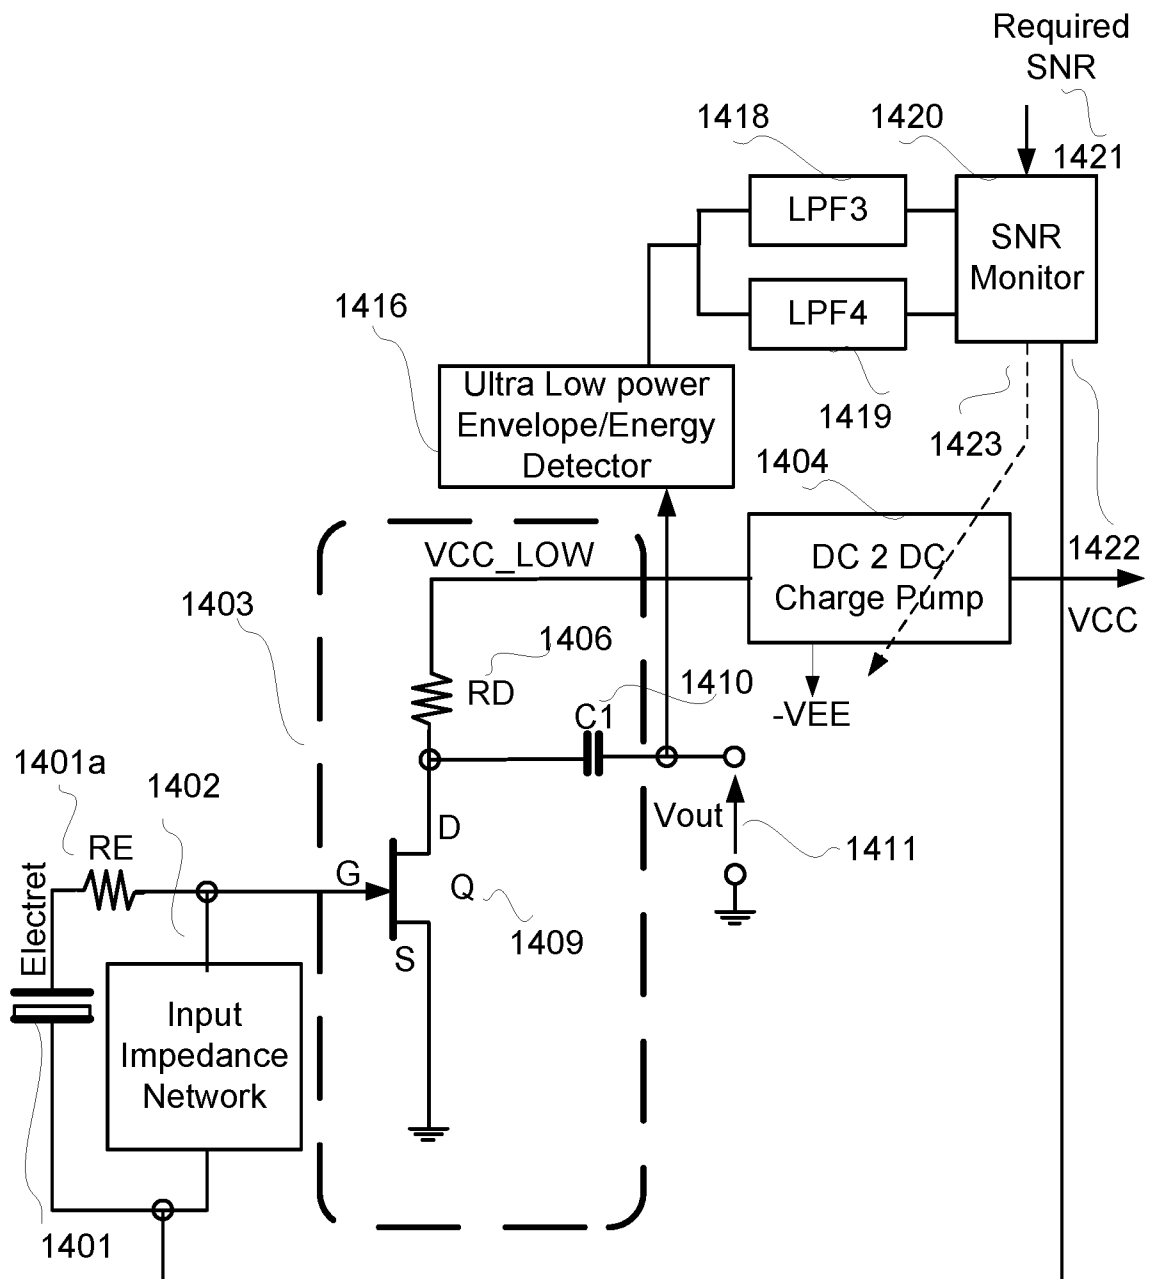 Required
SNR
1418
1420
1421
LPF3
SNR
Monitor
1416
LPF4
Ultra Low power
Envelope/Energy
Detector
1419
1423
1404
VCC_LOW
DC 2 DC
Charge Pump
1422
VCC
1403
1406
RD
1410
C1
-VEE
1401a
1402
RE
D
Vout
1411
G
Q
1409
S
Electret
Input
Impedance
Network
1401